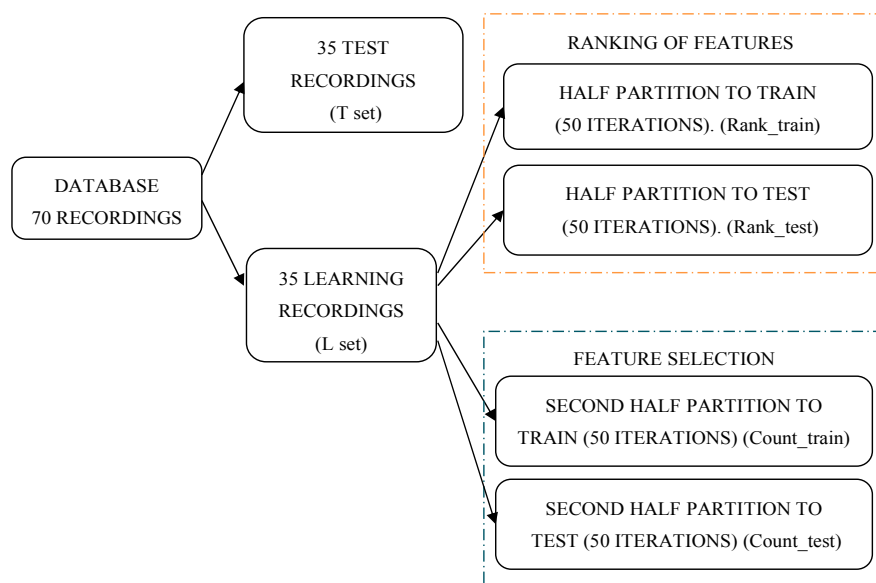 DATABASE
70 RECORDINGS
35 TEST
RECORDINGS
(T set)
35 LEARNING
RECORDINGS
(L set)
RANKING OF FEATURES
HALF PARTITION TO TRAIN
(50 ITERATIONS). (Rank_train)
HALF PARTITION TO TEST
(50 ITERATIONS). (Rank_test)
FEATURE SELECTION
SECOND HALF PARTITION TO
TRAIN (50 ITERATIONS) (Count_train)
SECOND HALF PARTITION TO
TEST (50 ITERATIONS) (Count_test)